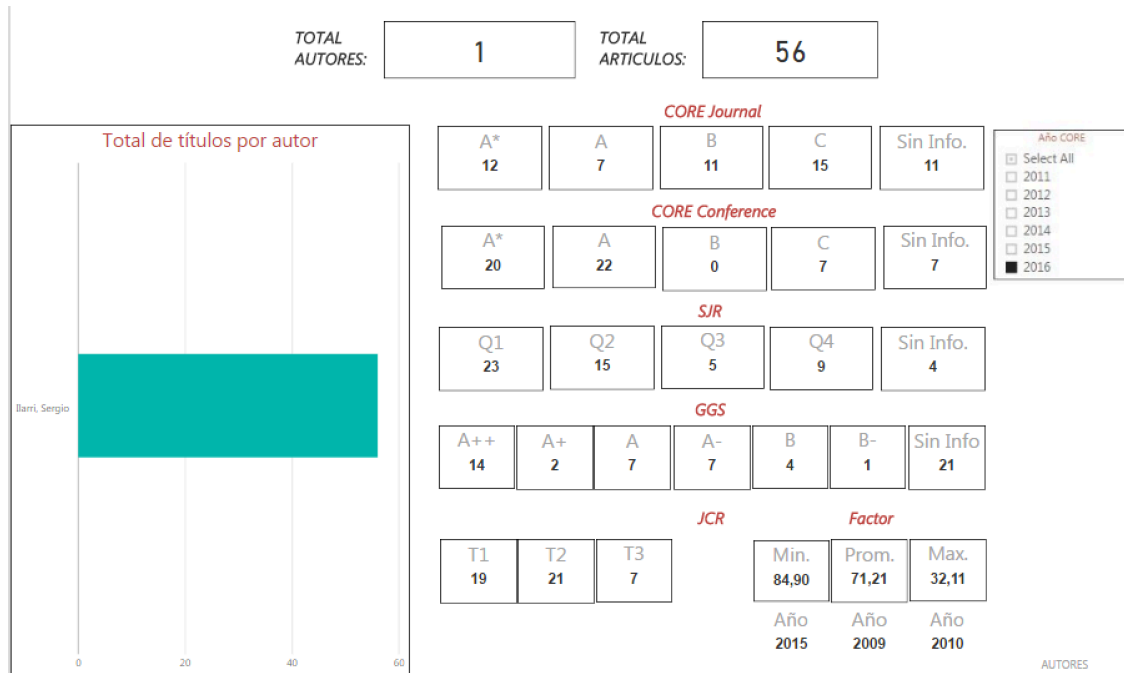 TOTAL AUTORES: 1
TOTAL ARTICULOS: 56
Total de títulos por autor
Ilarri, Sergio
0 20 40 60
CORE Journal
A* A B C Sin Info.
12 7 11 15 11
CORE Conference
A* A B C Sin Info.
20 22 0 7 7
SJR
Q1 Q2 Q3 Q4 Sin Info.
23 15 5 9 4
GGS
A++ A+ A A- B B- Sin Info
14 2 7 7 4 1 21
JCR
T1 T2 T3
19 21 7
Factor
Min. Prom. Max.
84,90 71,21 32,11
Año Año Año
2015 2009 2010
Año CORE
Select All
2011
2012
2013
2014
2015
2016
AUTORES